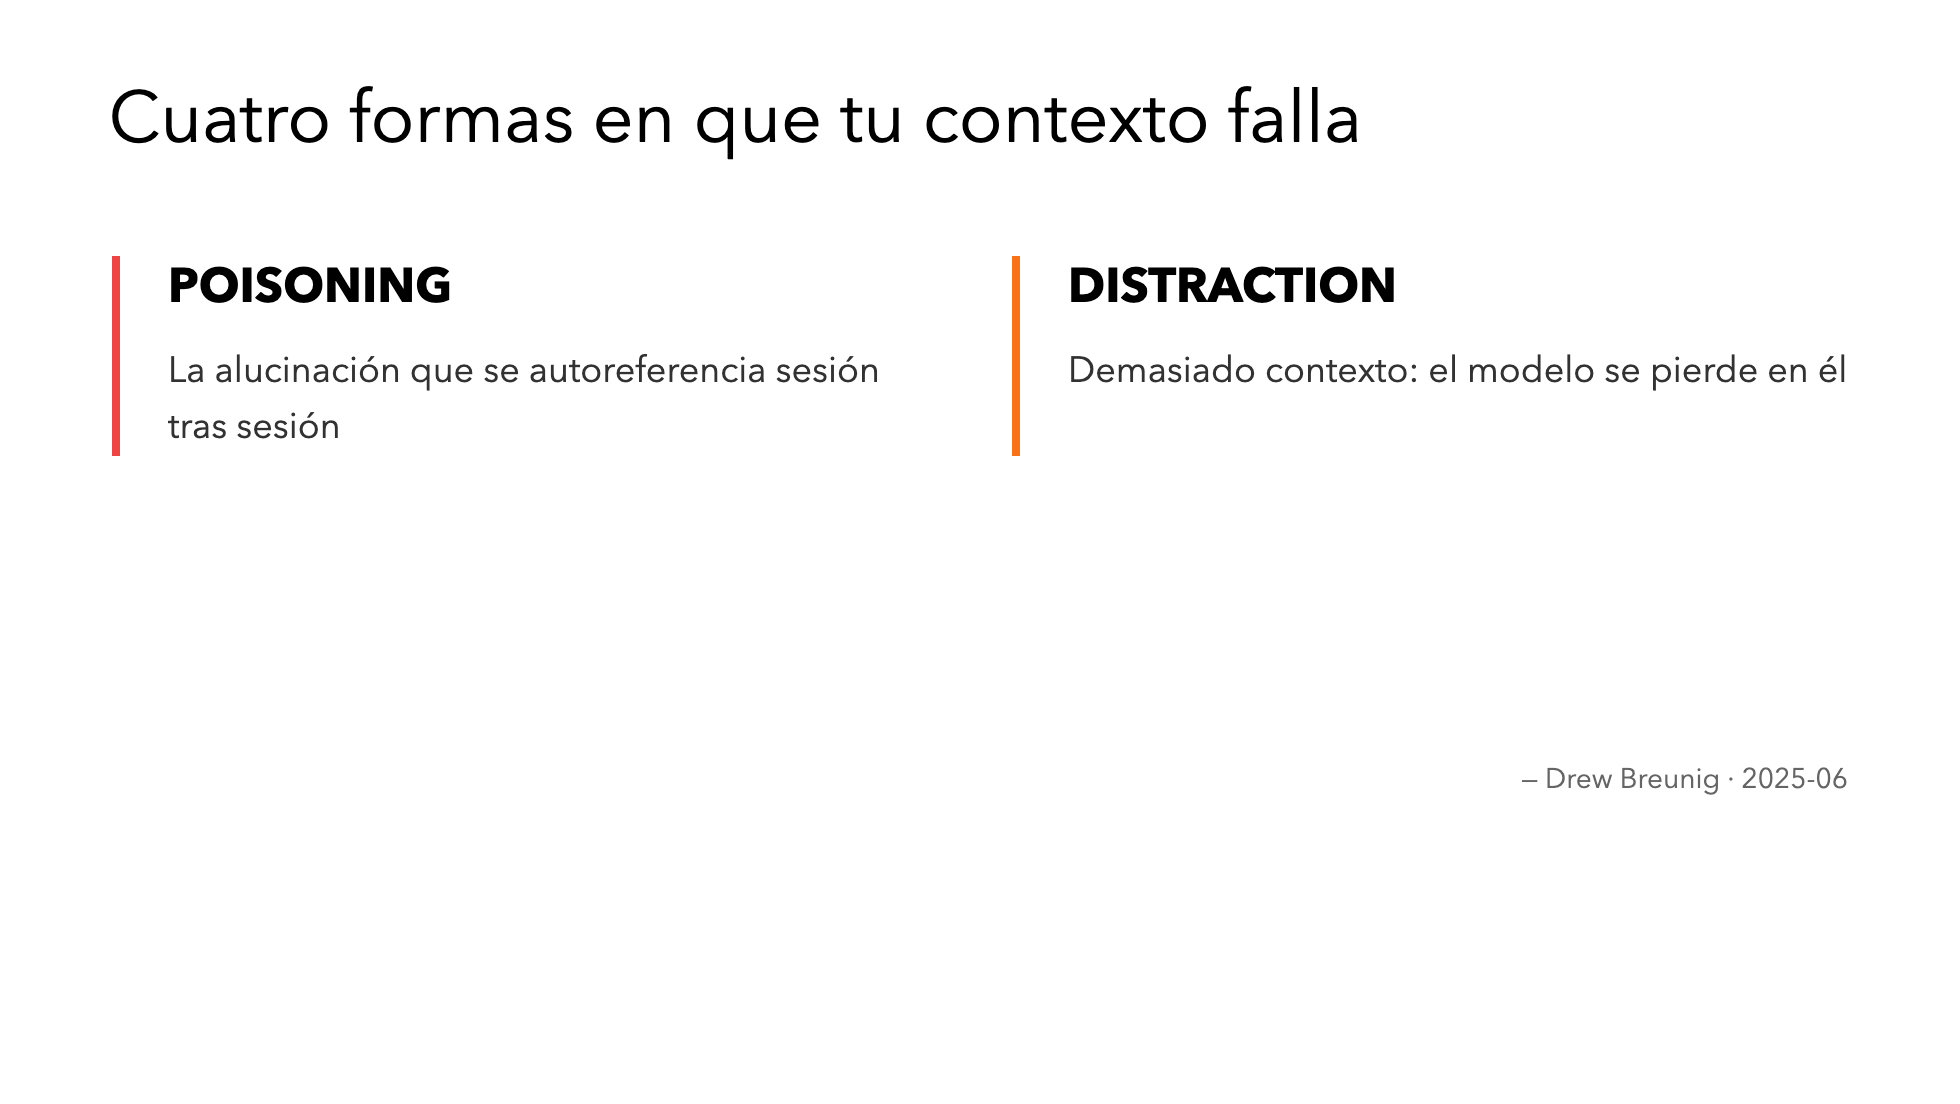 Cuatro formas en que tu contexto falla
POISONING
La alucinación que se autoreferencia sesión
tras sesión
DISTRACTION
Demasiado contexto: el modelo se pierde en él
– Drew Breunig · 2025-06